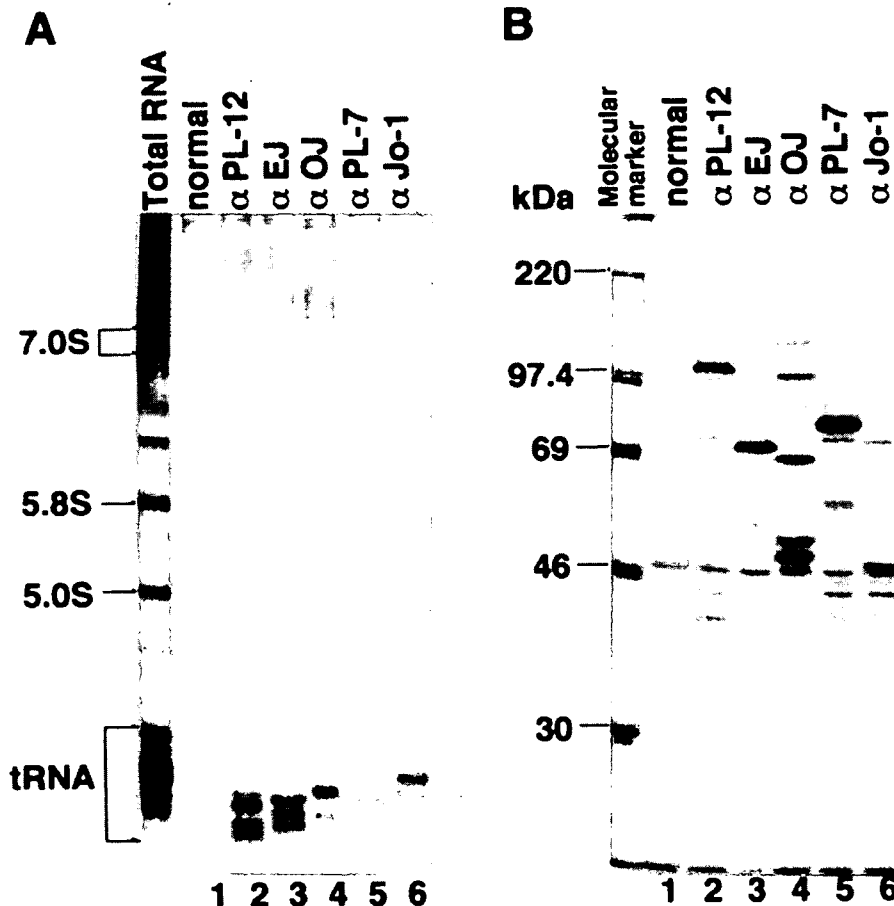 A
Total RNA
normal
α PL-12
α EJ
α OJ
α PL-7
α Jo-1
7.0S
5.8S
5.0S
tRNA
1 2 3 4 5 6
B
kDa
Molecular
marker
normal
α PL-12
α EJ
α OJ
α PL-7
α Jo-1
220
97.4
69
46
30
1 2 3 4 5 6